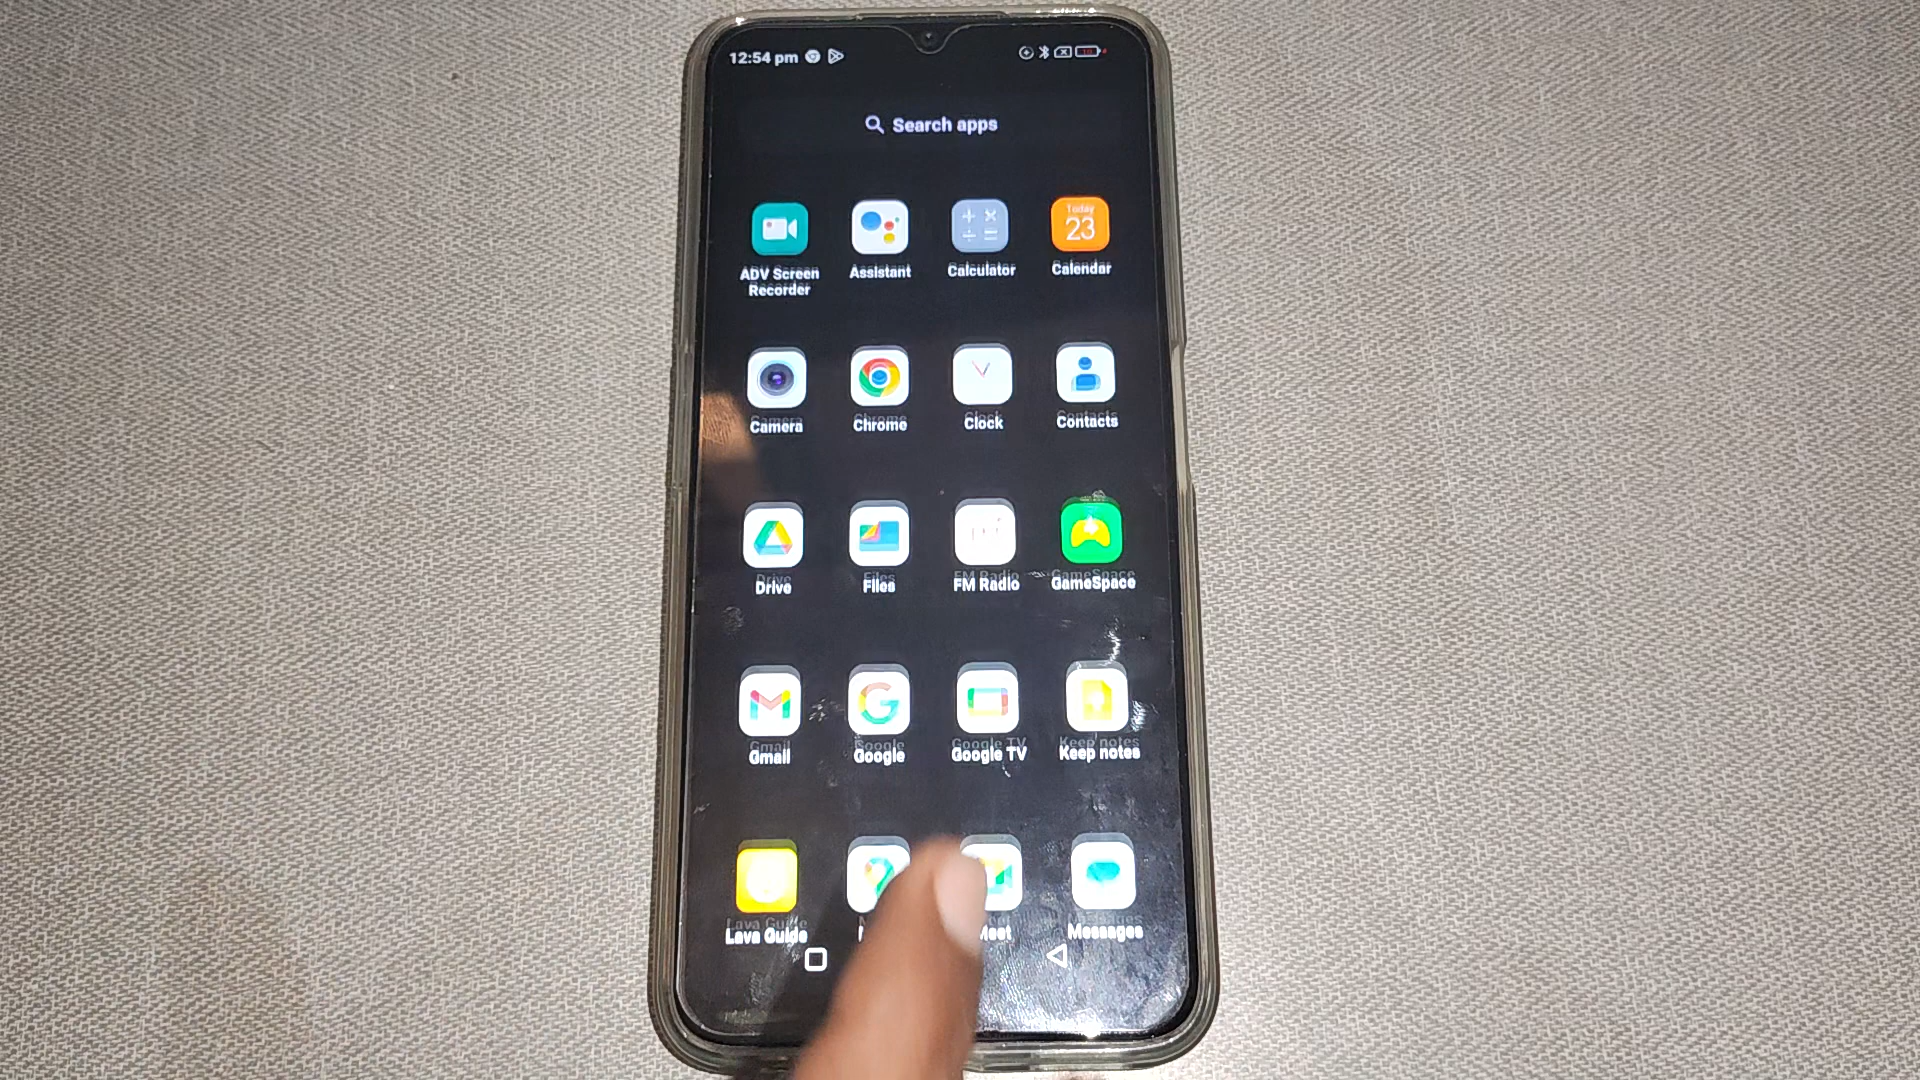 12:54 pm
Search apps
Today
23
ADV Screen
Recorder
Assistant
Calculator
Calendar
Camera
Chrome
Clock
Contacts
Drive
Files
FM Radio
GameSpace
Gmail
Google
Google TV
Keep notes
Lava Guide
Meet
Messages